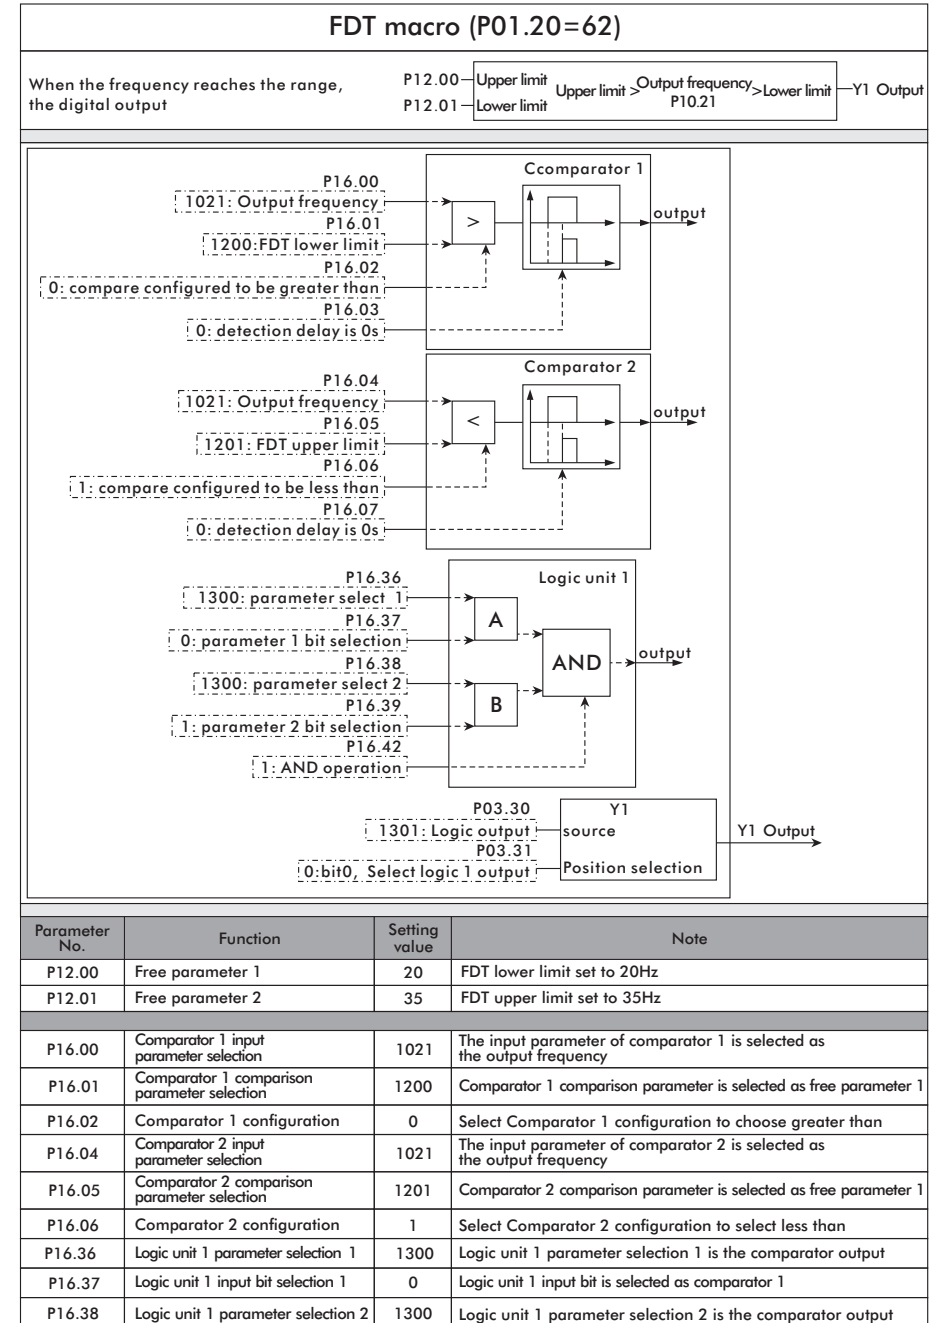 FDT macro (P01.20=62)
When the frequency reaches the range,
the digital output
P12.00
Upper limit
P12.01
Lower limit
Upper limit > Output frequency P10.21 >Lower limit
Y1 Output
Ccomparator 1
P16.00
1021: Output frequency
P16.01
1200:FDT lower limit
P16.02
0: compare configured to be greater than
P16.03
0: detection delay is 0s
>
output
Comparator 2
P16.04
1021: Output frequency
P16.05
1201: FDT upper limit
P16.06
1: compare configured to be less than
P16.07
0: detection delay is 0s
<
output
Logic unit 1
P16.36
1300: parameter select 1
P16.37
0: parameter 1 bit selection
P16.38
1300: parameter select 2
P16.39
1: parameter 2 bit selection
P16.42
1: AND operation
A
B
AND
output
P03.30
1301: Logic output
P03.31
0:bit0, Select logic 1 output
Y1
source
Position selection
Y1 Output
Parameter No. Function Setting value Note
P12.00 Free parameter 1 20 FDT lower limit set to 20Hz
P12.01 Free parameter 2 35 FDT upper limit set to 35Hz
P16.00 Comparator 1 input parameter selection 1021 The input parameter of comparator 1 is selected as the output frequency
P16.01 Comparator 1 comparison parameter selection 1200 Comparator 1 comparison parameter is selected as free parameter 1
P16.02 Comparator 1 configuration 0 Select Comparator 1 configuration to choose greater than
P16.04 Comparator 2 input parameter selection 1021 The input parameter of comparator 2 is selected as the output frequency
P16.05 Comparator 2 comparison parameter selection 1201 Comparator 2 comparison parameter is selected as free parameter 1
P16.06 Comparator 2 configuration 1 Select Comparator 2 configuration to select less than
P16.36 Logic unit 1 parameter selection 1 1300 Logic unit 1 parameter selection 1 is the comparator output
P16.37 Logic unit 1 input bit selection 1 0 Logic unit 1 input bit is selected as comparator 1
P16.38 Logic unit 1 parameter selection 2 1300 Logic unit 1 parameter selection 2 is the comparator output